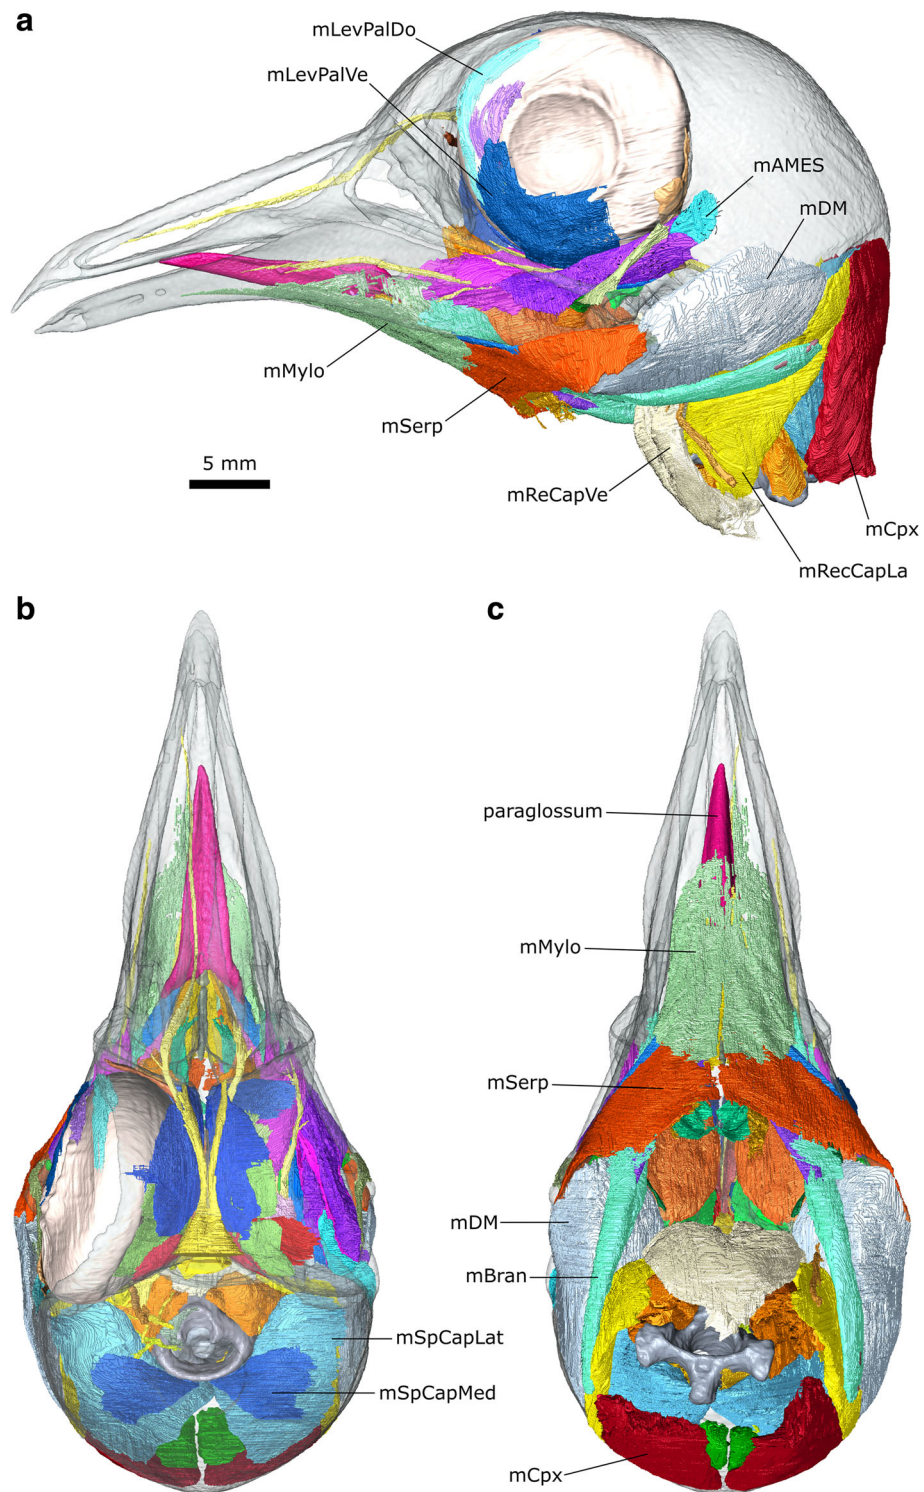 a
mLevPalDo
mLevPalVe
mAMES
mDM
mMylo
mSerp
5 mm
mReCapVe
mCpx
mRecCapLa
b
c
paraglossum
mMylo
mSerp
mDM
mBran
mSpCapLat
mSpCapMed
mCpx